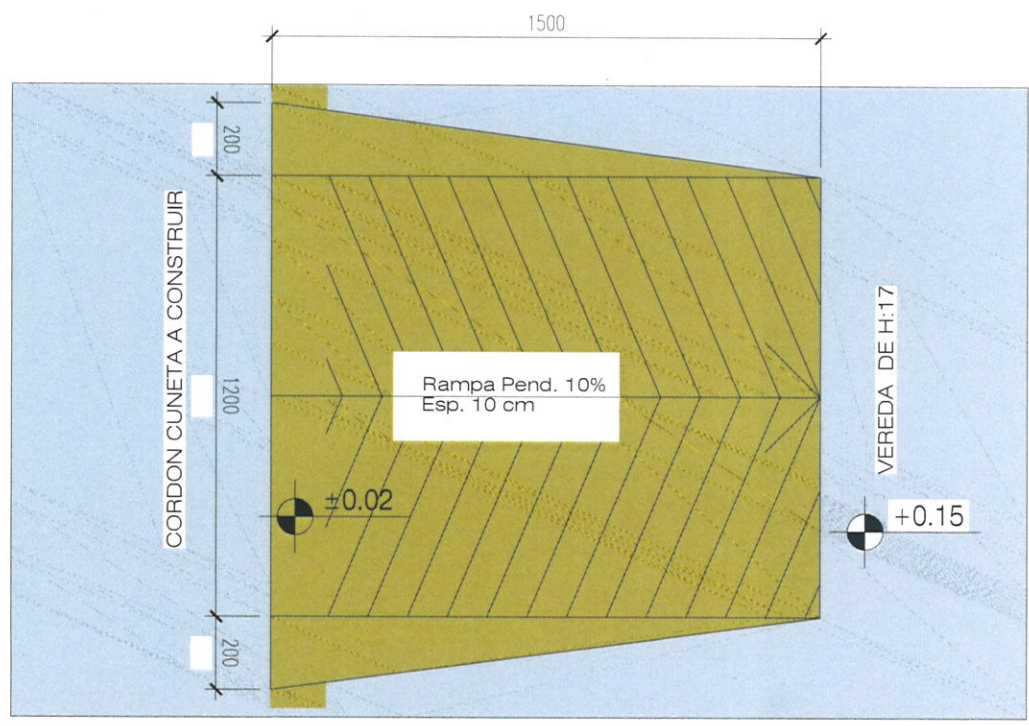 1500
200
CORDON CUNETA A CONSTRUIR
1200
200
Rampa Pend. 10%
Esp. 10 cm
±0.02
VEREDA DE H:17
+0.15